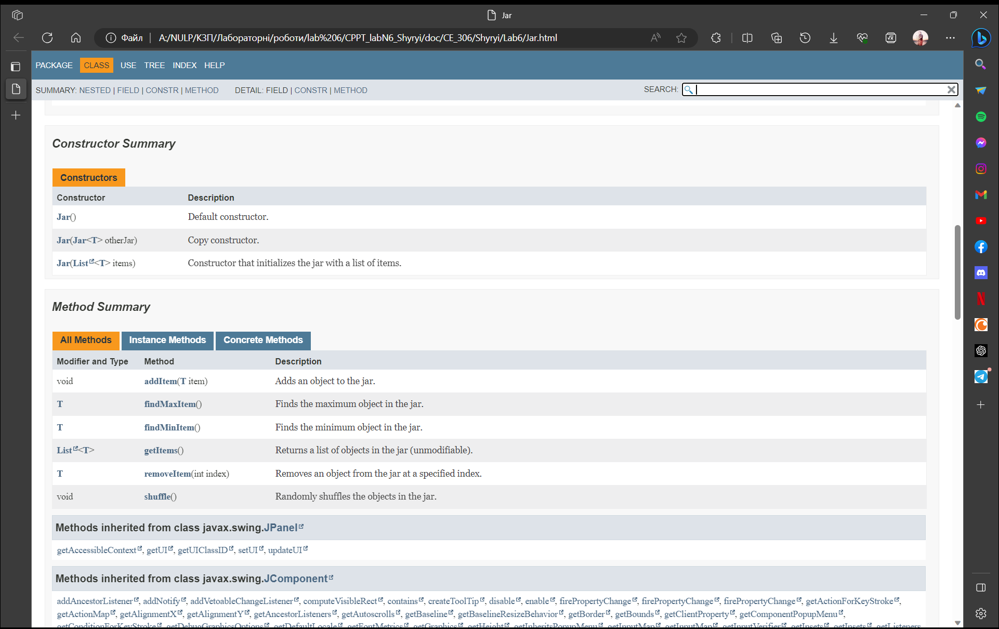 Jar
Файл
A:/NULP/КЗП/Лабораторні/роботи/lab%206/CPPT_labN6_Shyryi/doc/CE_306/Shyryi/Lab6/Jar.html
PACKAGE CLASS USE TREE INDEX HELP
SUMMARY: NESTED | FIELD | CONSTR | METHOD DETAIL: FIELD | CONSTR | METHOD SEARCH:
Constructor Summary
Constructors
Constructor Description
Jar() Default constructor.
Jar(Jar<T> otherJar) Copy constructor.
Jar(List<T> items) Constructor that initializes the jar with a list of items.
Method Summary
All Methods Instance Methods Concrete Methods
Modifier and Type Method Description
void addItem(T item) Adds an object to the jar.
T findMaxItem() Finds the maximum object in the jar.
T findMinItem() Finds the minimum object in the jar.
List<T> getItems() Returns a list of objects in the jar (unmodifiable).
T removeItem(int index) Removes an object from the jar at a specified index.
void shuffle() Randomly shuffles the objects in the jar.
Methods inherited from class javax.swing.JPanel
getAccessibleContext, getUI, getUIClassID, setUI, updateUI
Methods inherited from class javax.swing.JComponent
addAncestorListener, addNotify, addVetoableChangeListener, computeVisibleRect, contains, createToolTip, disable, enable, firePropertyChange, firePropertyChange, firePropertyChange, getActionForKeyStroke,
getActionMap, getAlignmentX, getAlignmentY, getAncestorListeners, getAutoscrolls, getBaseline, getBaselineResizeBehavior, getBorder, getBounds, getClientProperty, getComponentPopupMenu,
getConditionForKeyStroke, getDebugGraphicsOptions, getDefaultLocale, getFontMetrics, getGraphics, getHeight, getInheritsPopupMenu, getInputMap, getInputMap, getInputVerifier, getInsets, getInsets, getListeners